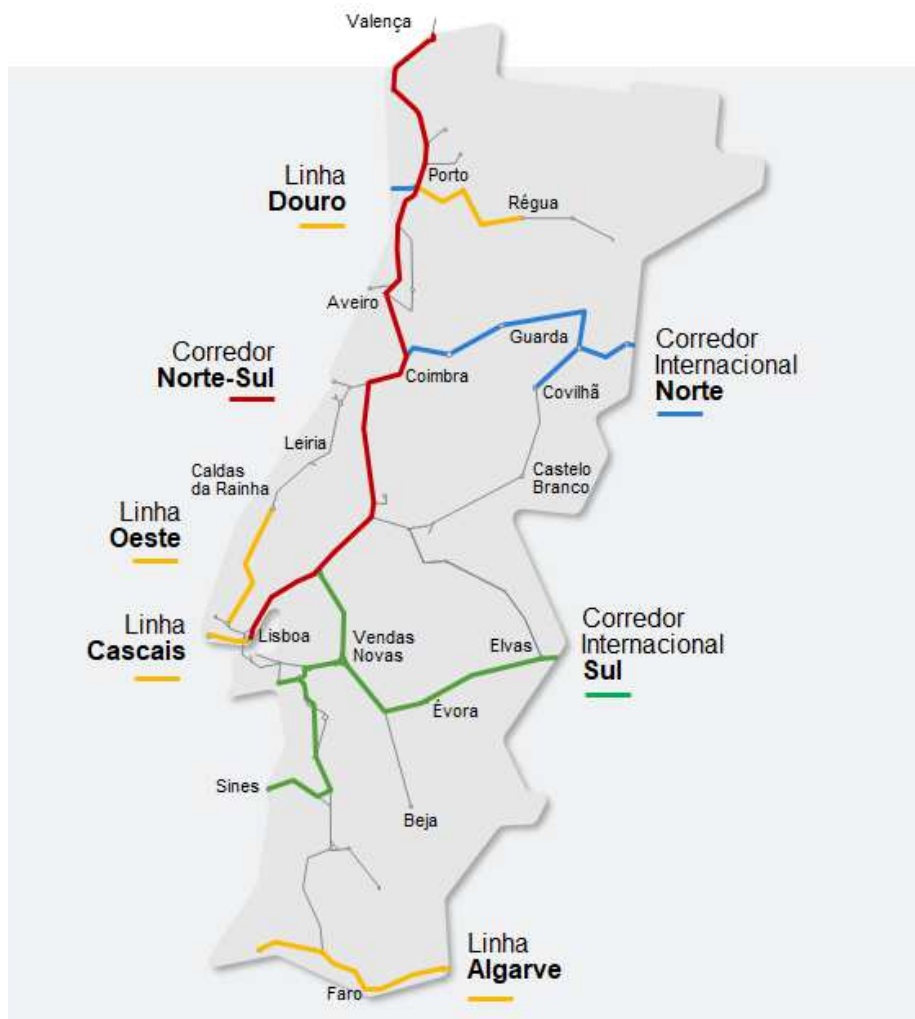 Valença
Linha
Douro
Porto
Régua
Aveiro
Corredor
Norte-Sul
Coimbra
Guarda
Covilhã
Corredor
Internacional
Norte
Leiria
Caldas
da Rainha
Castelo
Branco
Linha
Oeste
Linha
Cascais
Lisboa
Vendas
Novas
Elvas
Évora
Corredor
Internacional
Sul
Sines
Beja
Linha
Algarve
Faro